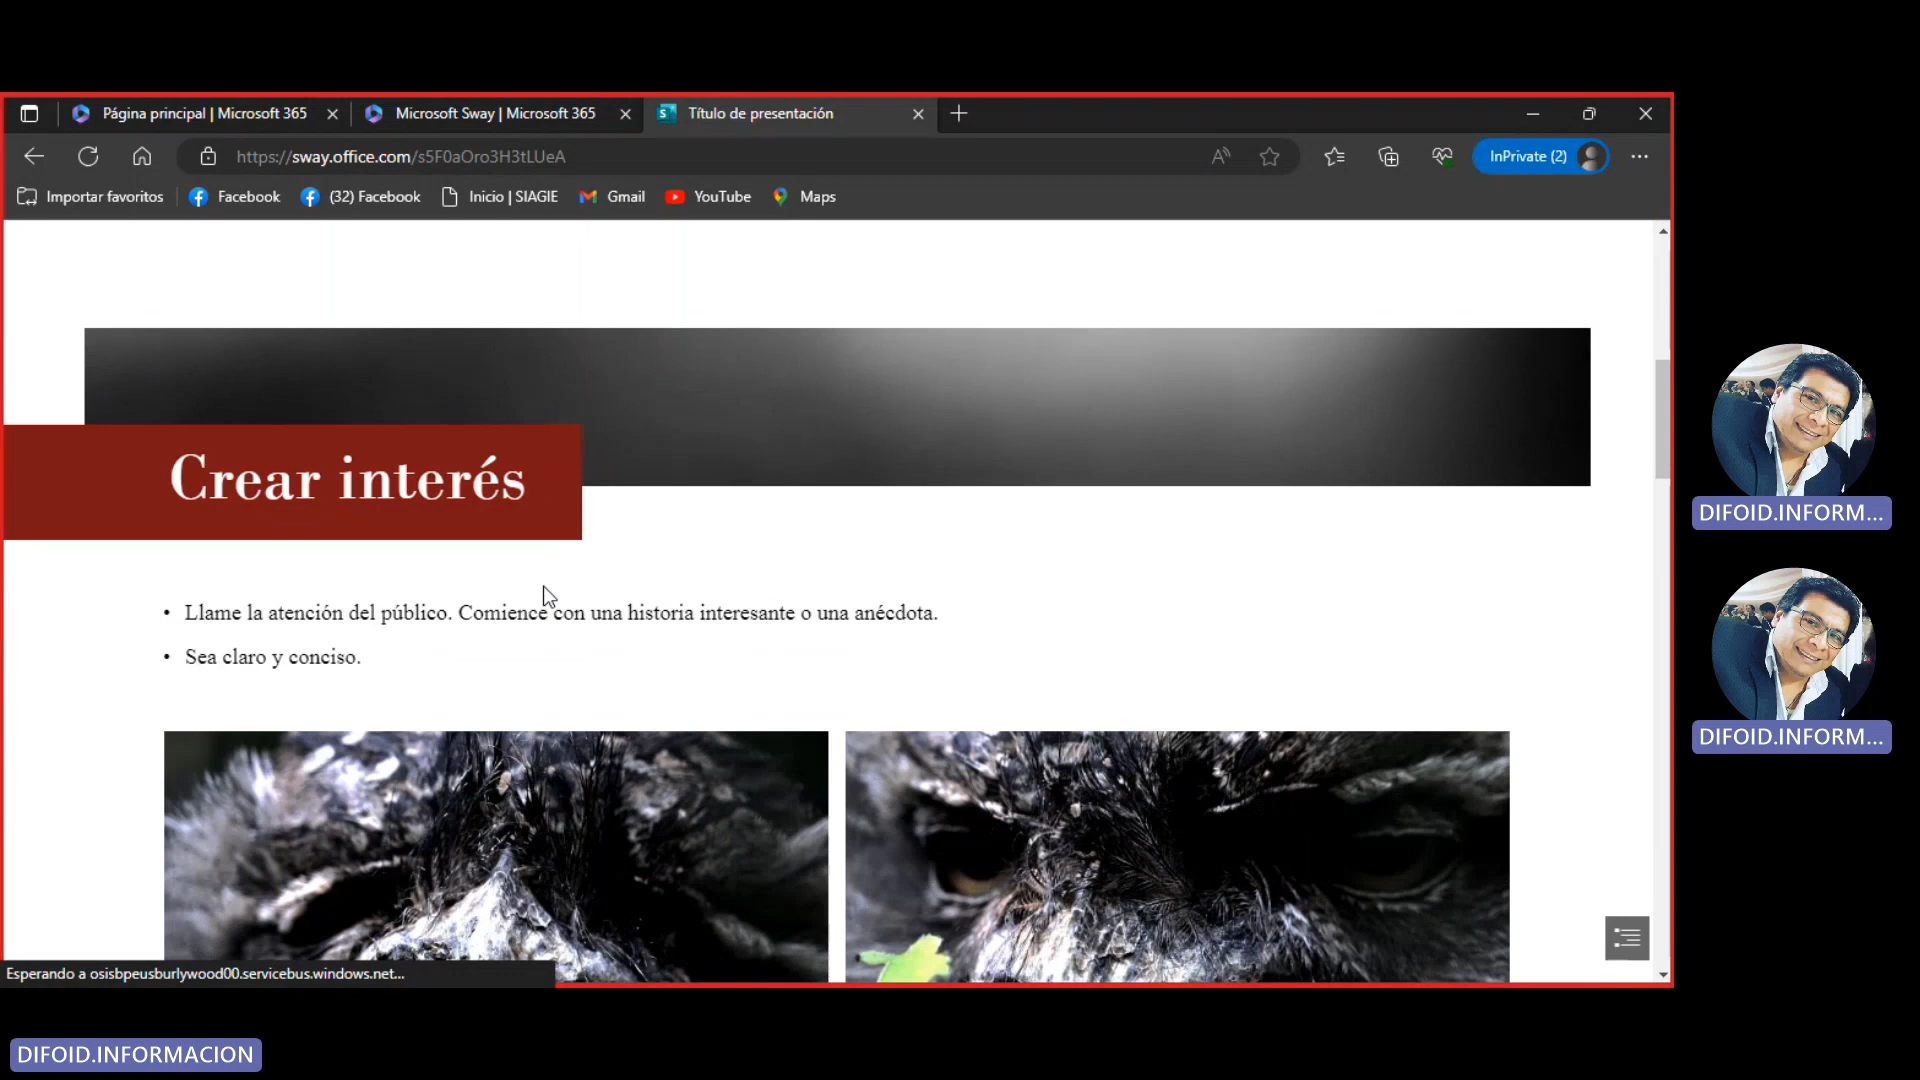 Página principal | Microsoft 365
Microsoft Sway | Microsoft 365
S
Título de presentación
https://sway.office.com/s5F0aOro3H3tLUeA
InPrivate (2)
Importar favoritos
Facebook
(32) Facebook
Inicio | SIAGIE
Gmail
YouTube
Maps
Crear interés
• Llame la atención del público. Comience con una historia interesante o una anécdota.
• Sea claro y conciso.
Esperando a osisbpeusburlywood00.servicebus.windows.net...
DIFOID.INFORM...
DIFOID.INFORM...
DIFOID.INFORMACION